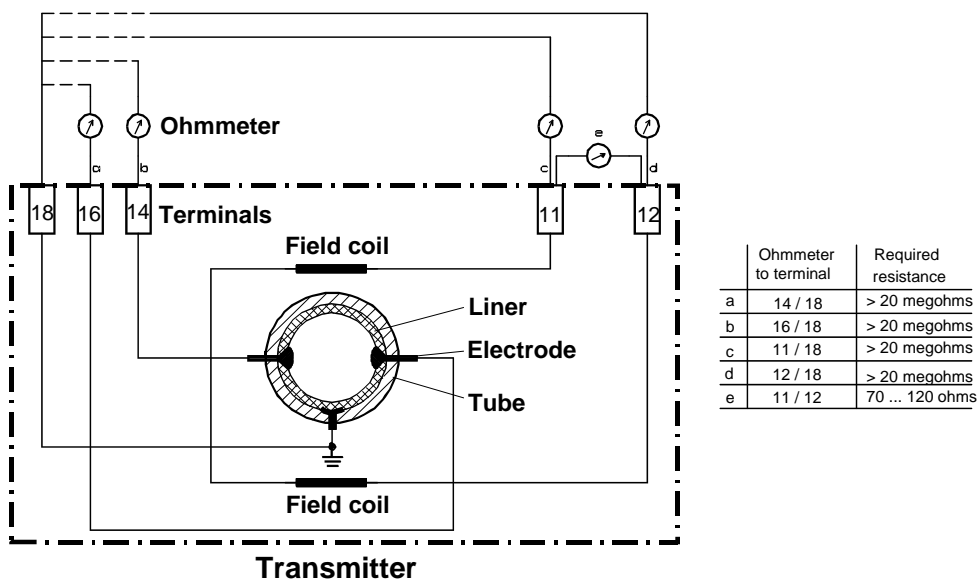 Ohmmeter
e
a
b
c
d
18
16
14
Terminals
11
12
Field coil
Liner
Electrode
Tube
Field coil
Transmitter
Ohmmeter to terminal
Required resistance
a 14 / 18 > 20 megohms
b 16 / 18 > 20 megohms
c 11 / 18 > 20 megohms
d 12 / 18 > 20 megohms
e 11 / 12 70 ... 120 ohms